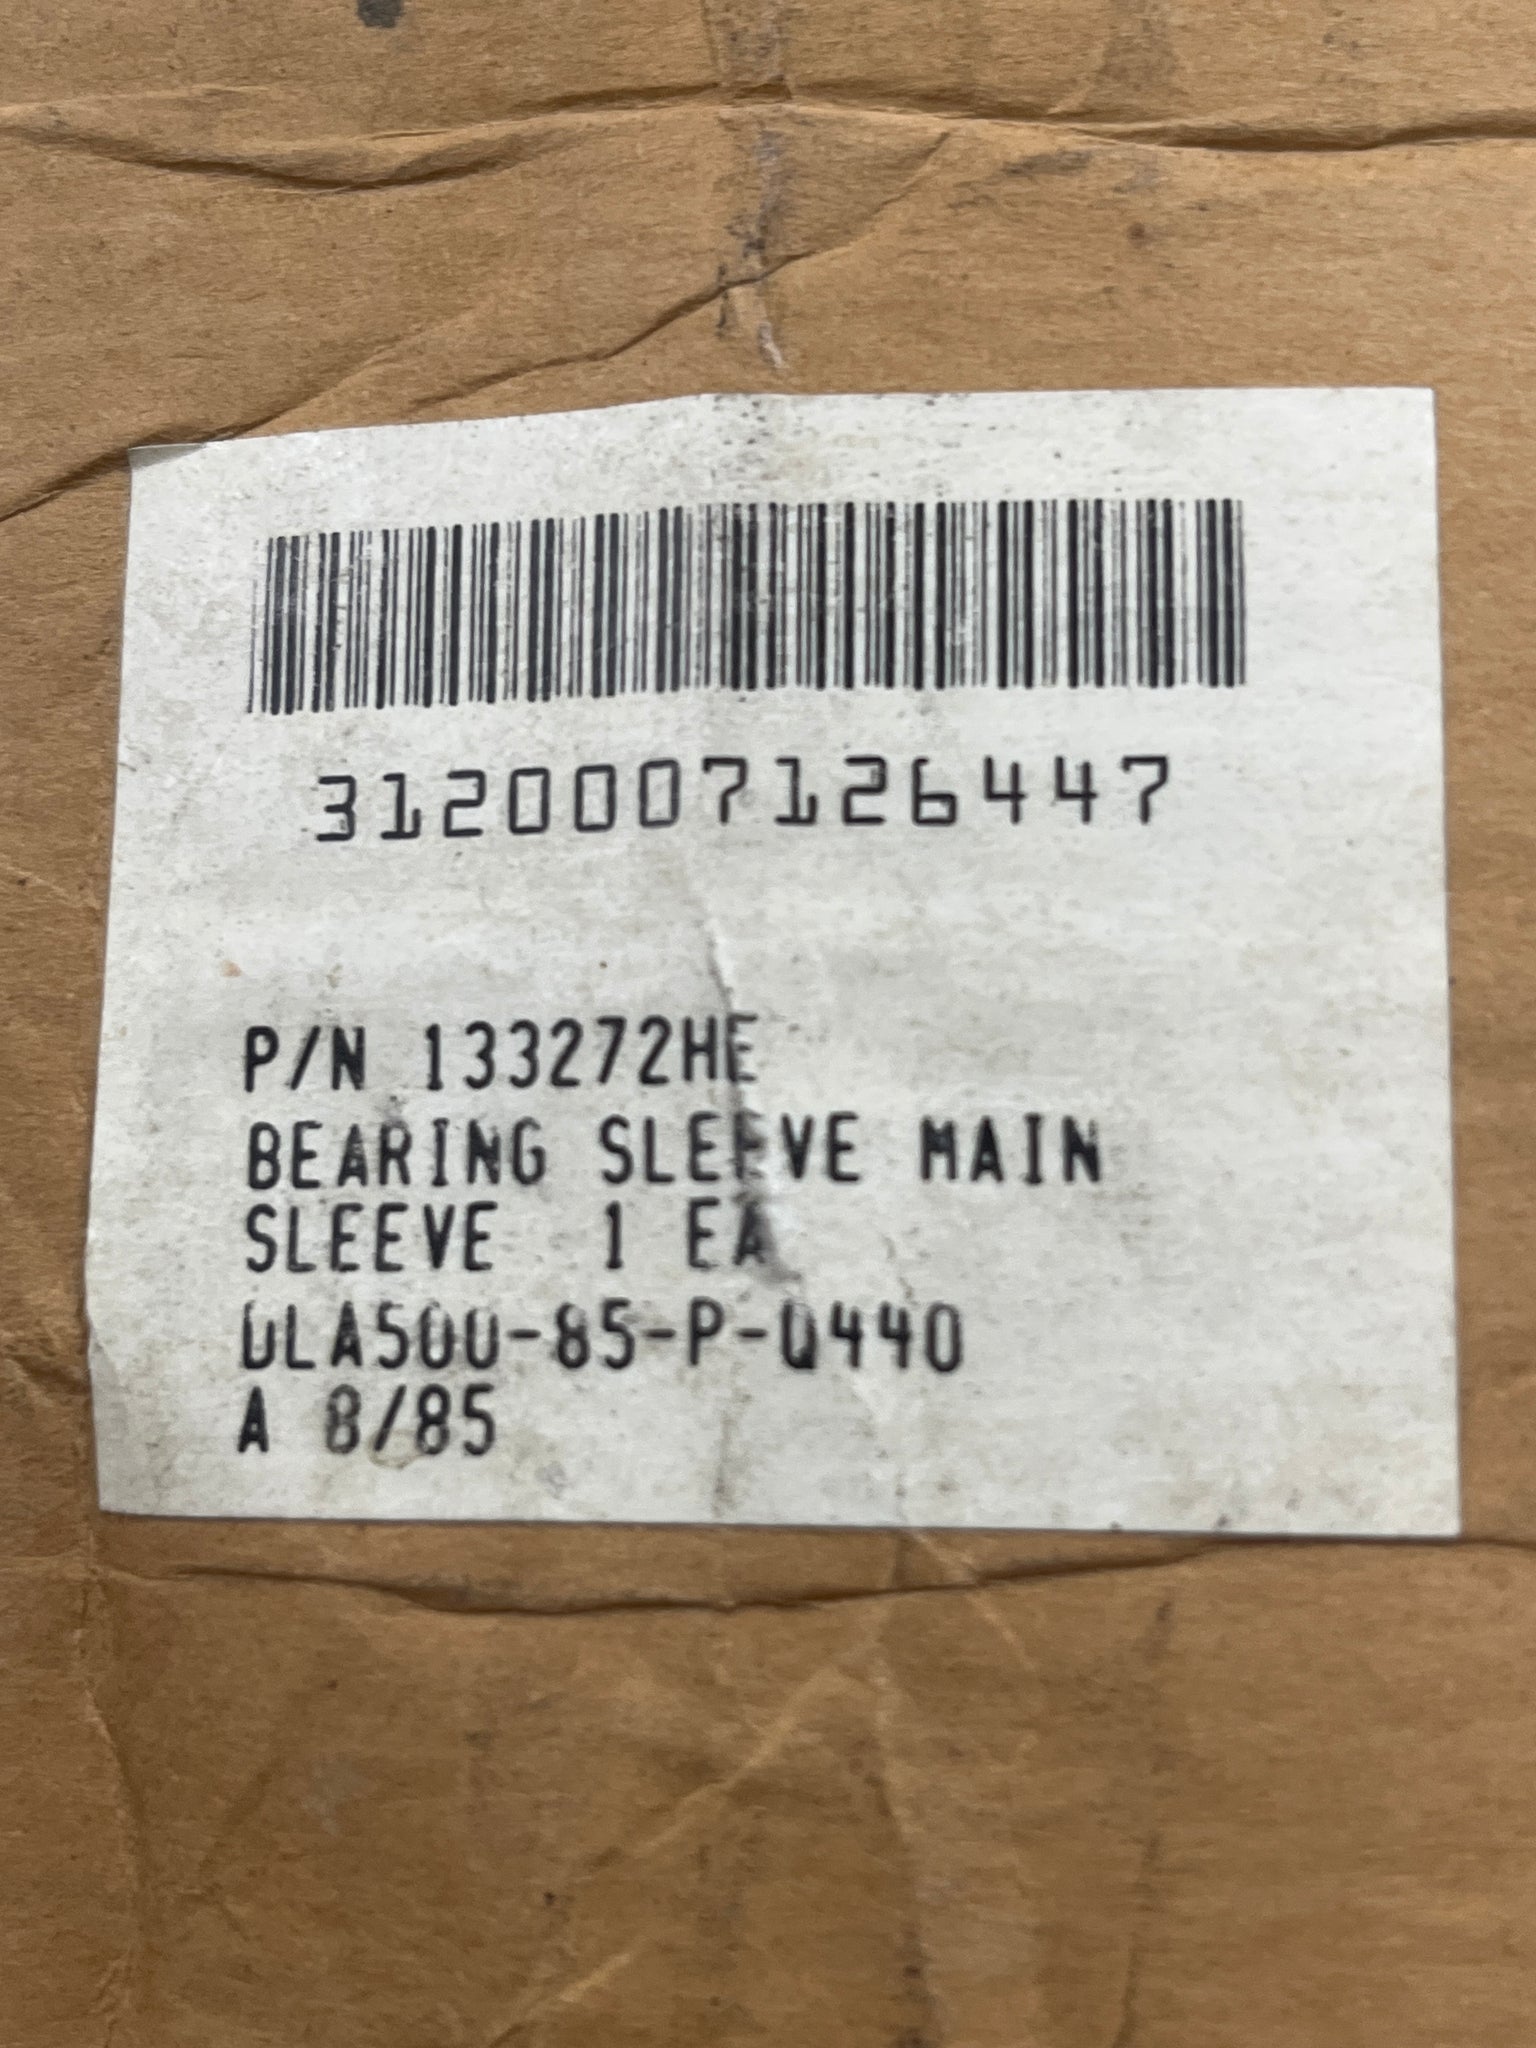 3120007126447
P/N 133272HE
BEARING SLEEVE MAIN
SLEEVE 1 EA
DLA500-85-P-Q440
A 8/85